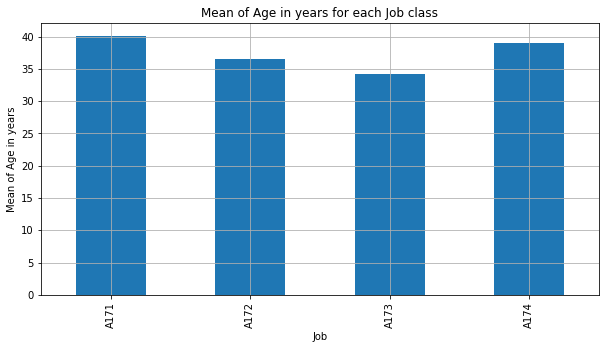 Mean of Age in years for each Job class
Mean of Age in years
40
35
30
25
20
15
10
5
0
A171
A172
A173
A174
Job